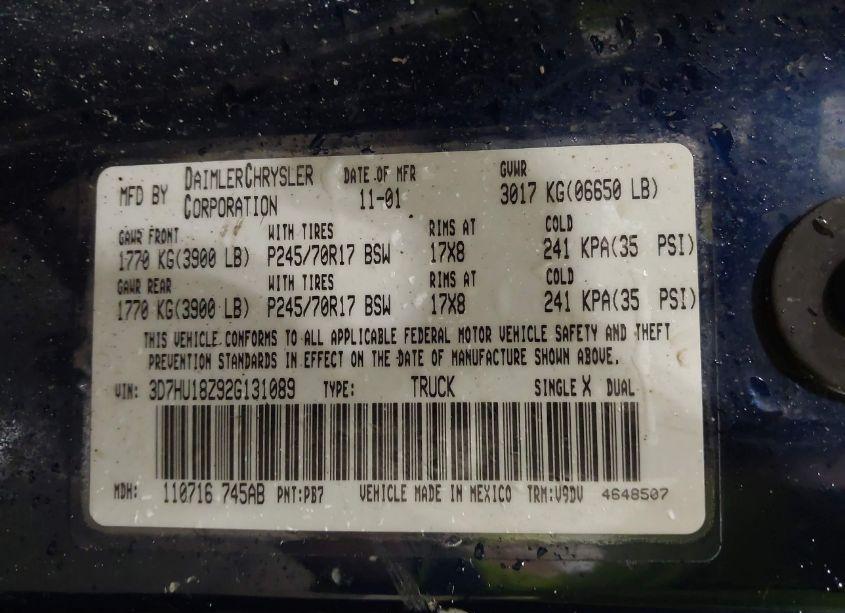 MFD BY DAIMLERCHRYSLER CORPORATION DATE OF MFR 11-01 GVWR 3017 KG(06650 LB)
GAWR FRONT WITH TIRES RIMS AT COLD
1770 KG(3900 LB) P245/70R17 BSW 17X8 241 KPA(35 PSI)
GAWR REAR WITH TIRES RIMS AT COLD
1770 KG(3900 LB) P245/70R17 BSW 17X8 241 KPA(35 PSI)
THIS VEHICLE CONFORMS TO ALL APPLICABLE FEDERAL MOTOR VEHICLE SAFETY AND THEFT
PREVENTION STANDARDS IN EFFECT ON THE DATE OF MANUFACTURE SHOWN ABOVE.
VIN: 3D7HU18Z92G131089 TYPE: TRUCK SINGLE X DUAL
MDH: 110716 745AB PNT:PB7 VEHICLE MADE IN MEXICO TRM:V9DV 4648507